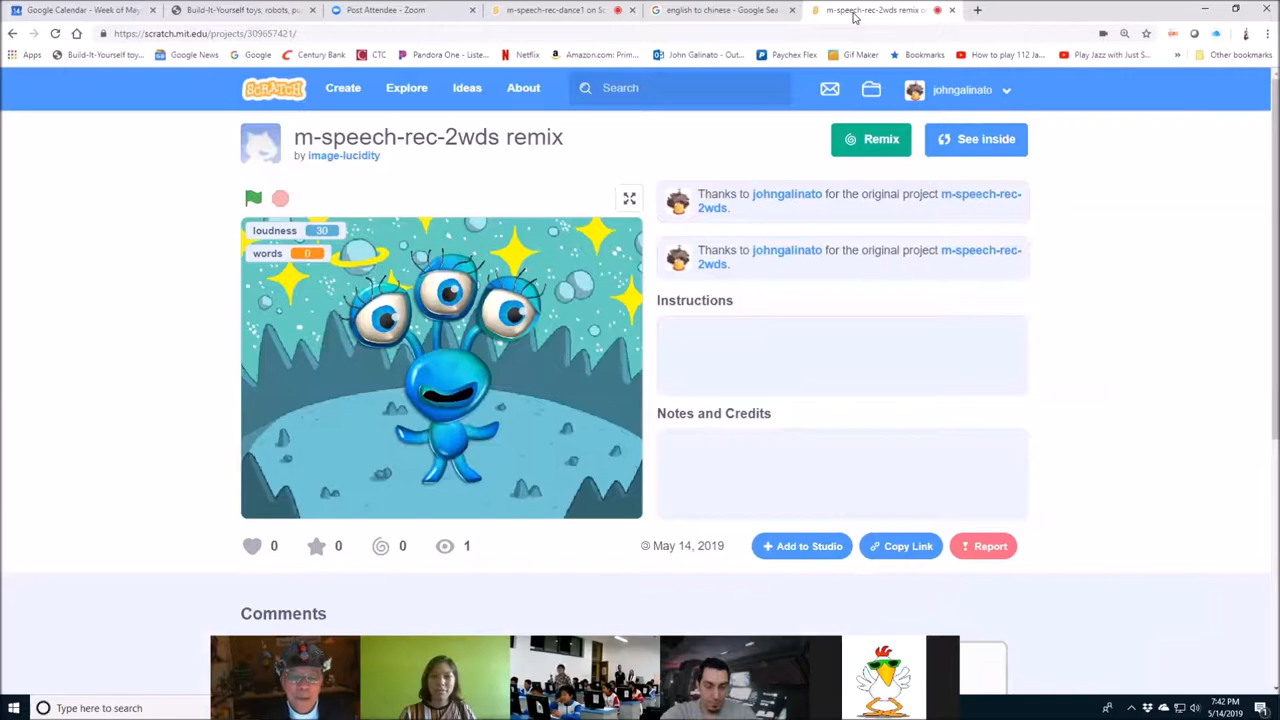 Google Calendar - Week of May
Build-It-Yourself toys, robots, pu
Post Attendee - Zoom
m-speech-rec-dance1 on Sc
english to chinese - Google Sea
m-speech-rec-2wds remix o
https://scratch.mit.edu/projects/309657421/
Apps
Build-It-Yourself to...
Google News
Google
Century Bank
CTC
Pandora One - Liste...
Netflix
Amazon.com: Prim...
John Galinato - Out...
Paychex Flex
Gif Maker
Bookmarks
How to play 112 Ja...
Play Jazz with Just S
»
Other bookmarks
SCRATCH
Create
Explore
Ideas
About
Search
johngalinato
m-speech-rec-2wds remix
by image-lucidity
Remix
See inside
loudness 30
words 0
Thanks to johngalinato for the original project m-speech-rec-
2wds.
Thanks to johngalinato for the original project m-speech-rec-
2wds.
Instructions
Notes and Credits
0
0
0
1
May 14, 2019
Add to Studio
Copy Link
Report
Comments
Type here to search
7:42 PM
5/14/2019